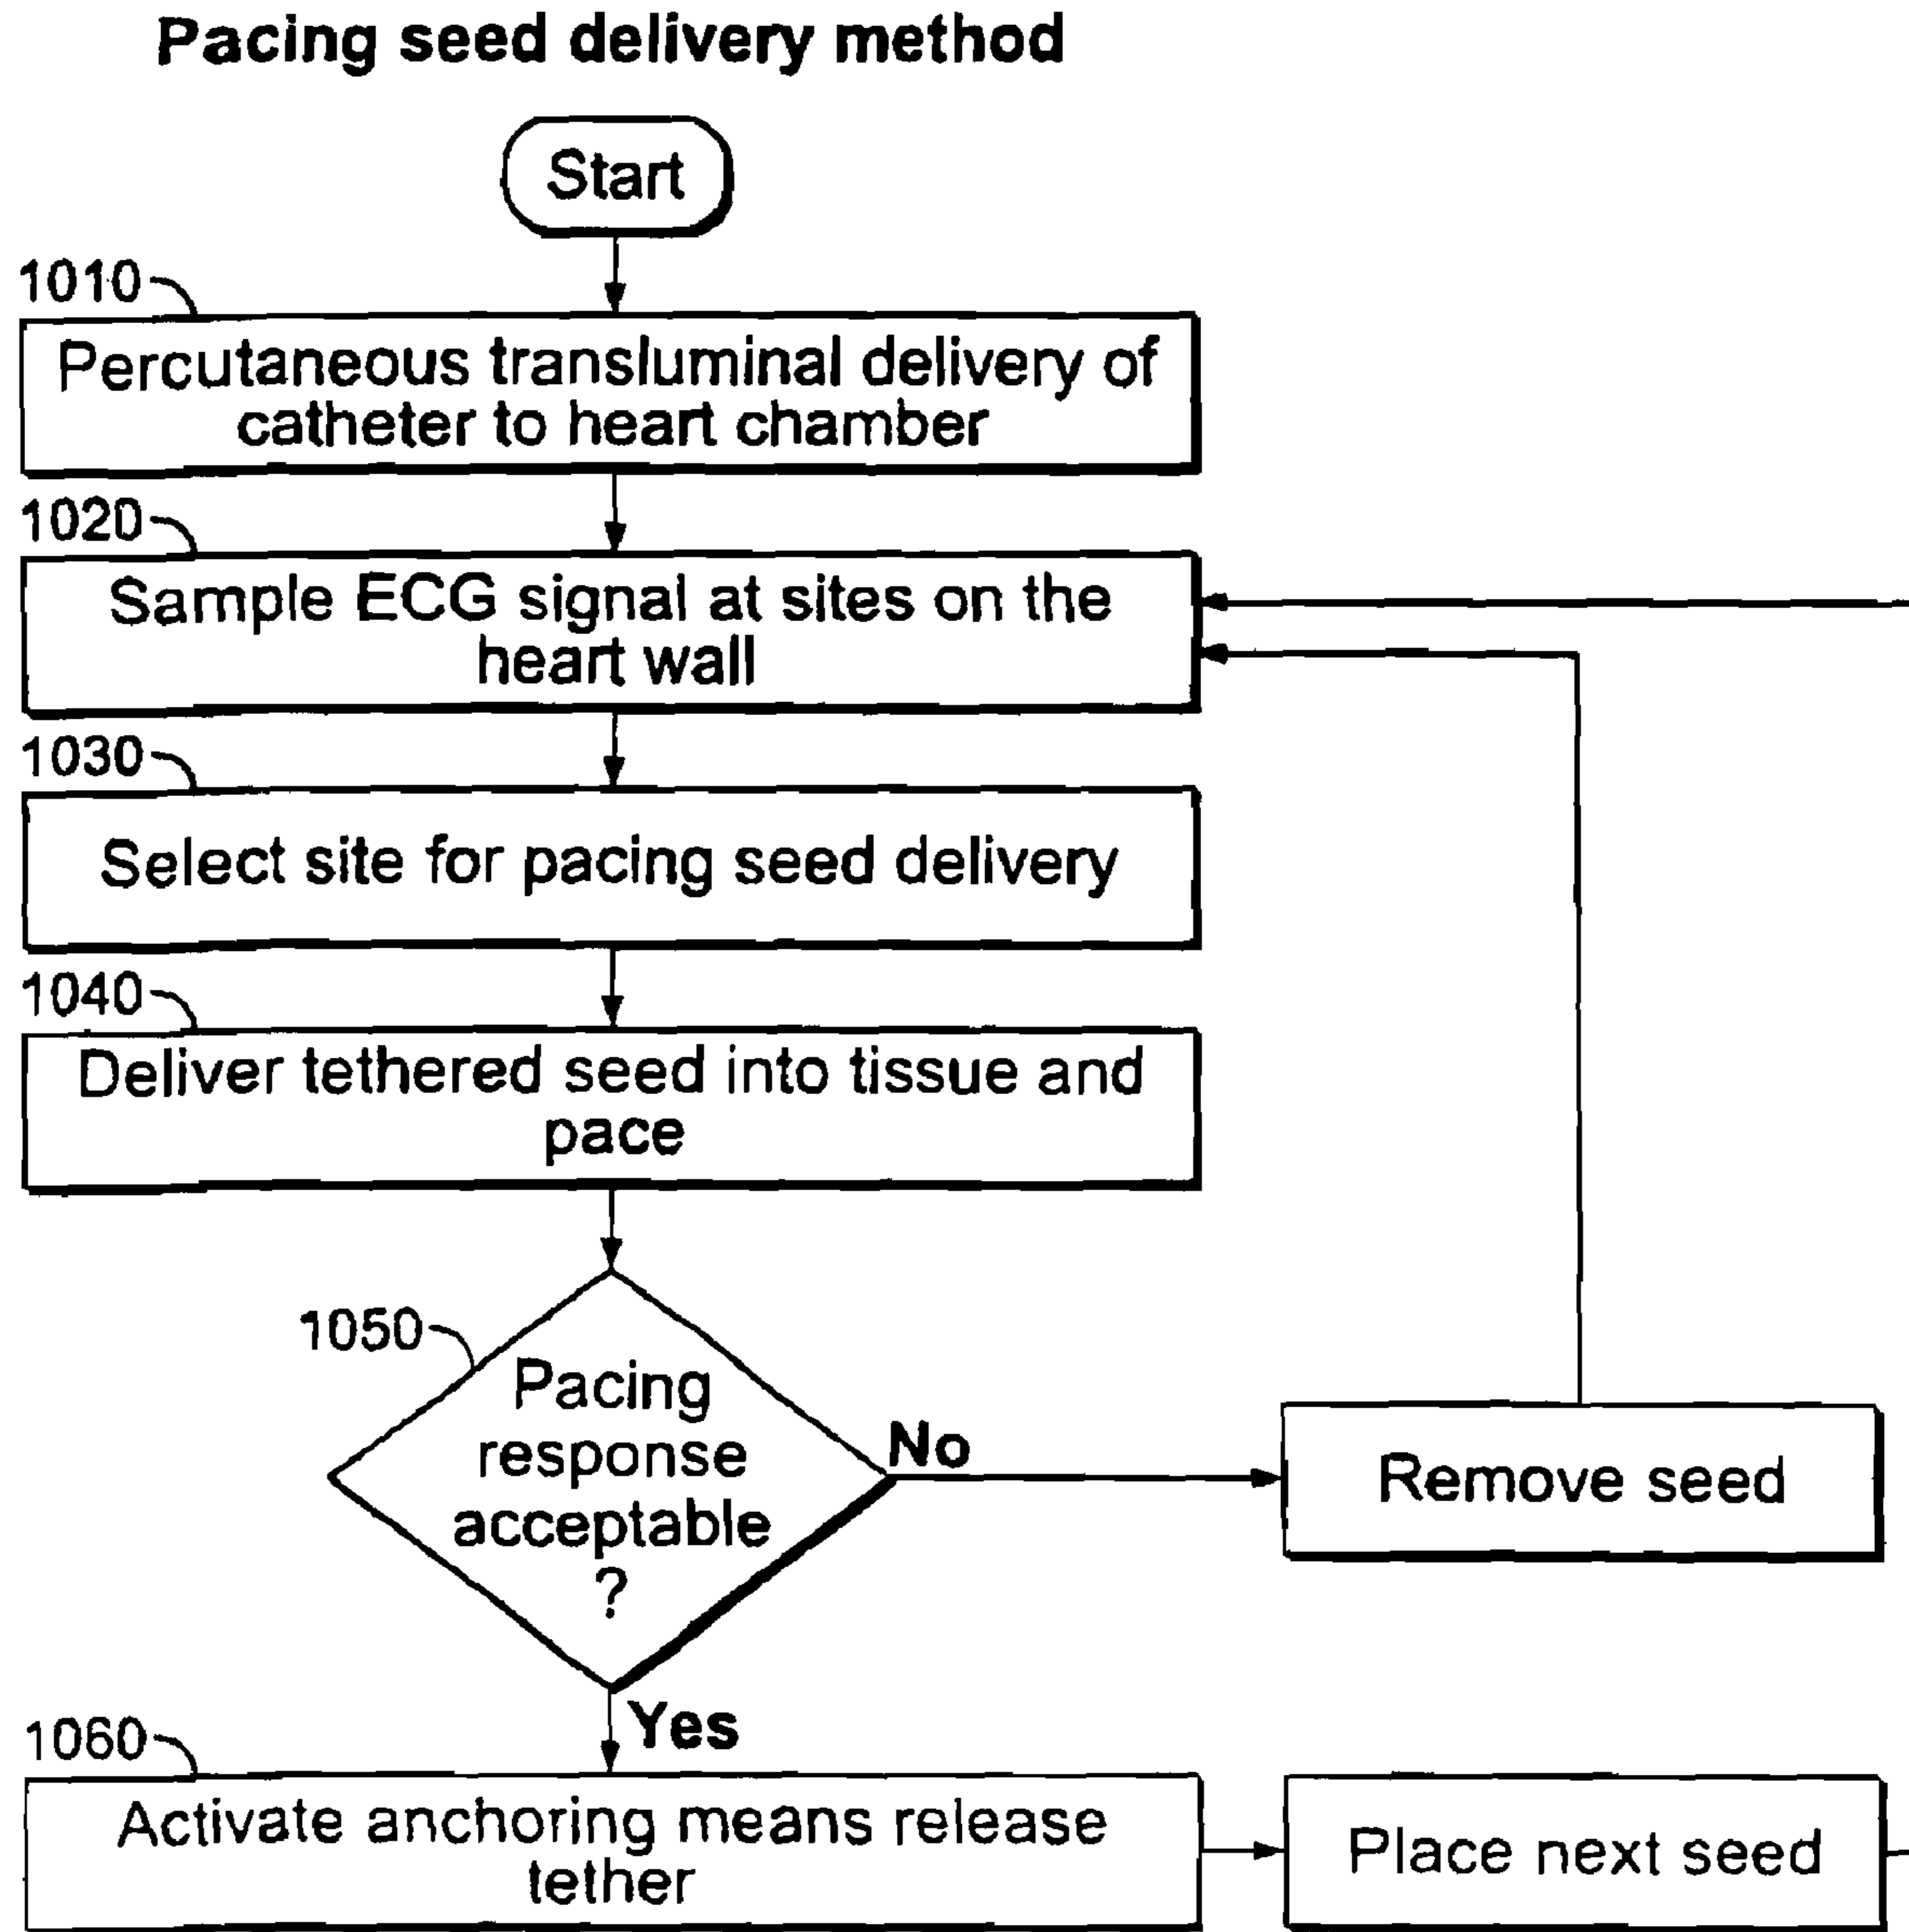 Pacing seed delivery method
Start
1010
Percutaneous transluminal delivery of
catheter to heart chamber
1020
Sample ECG signal at sites on the
heart wall
1030
Select site for pacing seed delivery
1040
Deliver tethered seed into tissue and
pace
1050
Pacing
response
acceptable
?
No
Remove seed
Yes
1060
Activate anchoring means release
tether
Place next seed